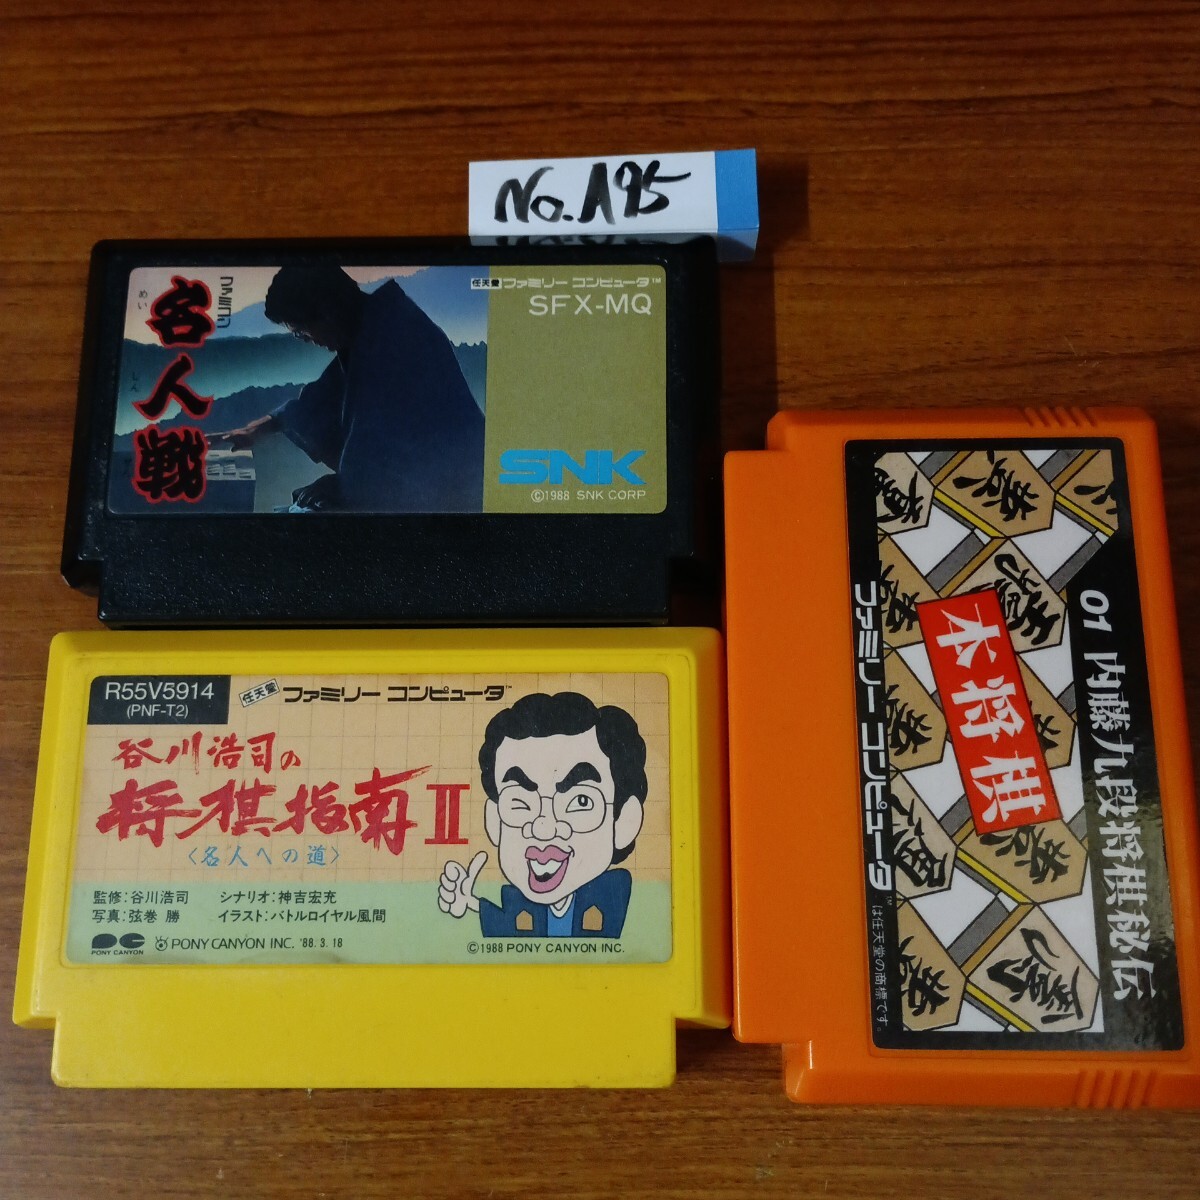 No. A95
ファミコン
名人戦
めい
じん
任天堂 ファミリー コンピュータ™
SFX-MQ
SNK
©1988 SNK CORP
R55V5914
(PNF-T2)
任天堂 ファミリー コンピュータ™
谷川浩司の
将棋指南II
〈名人への道〉
監修:谷川浩司 シナリオ:神吉宏充
写真:弦巻 勝 イラスト:バトルロイヤル風間
PONY CANYON
PONY CANYON INC. '88.3.18
©1988 PONY CANYON INC.
01 内藤九段将棋秘伝
本将棋
ファミリー コンピュータ™は任天堂の商標です。